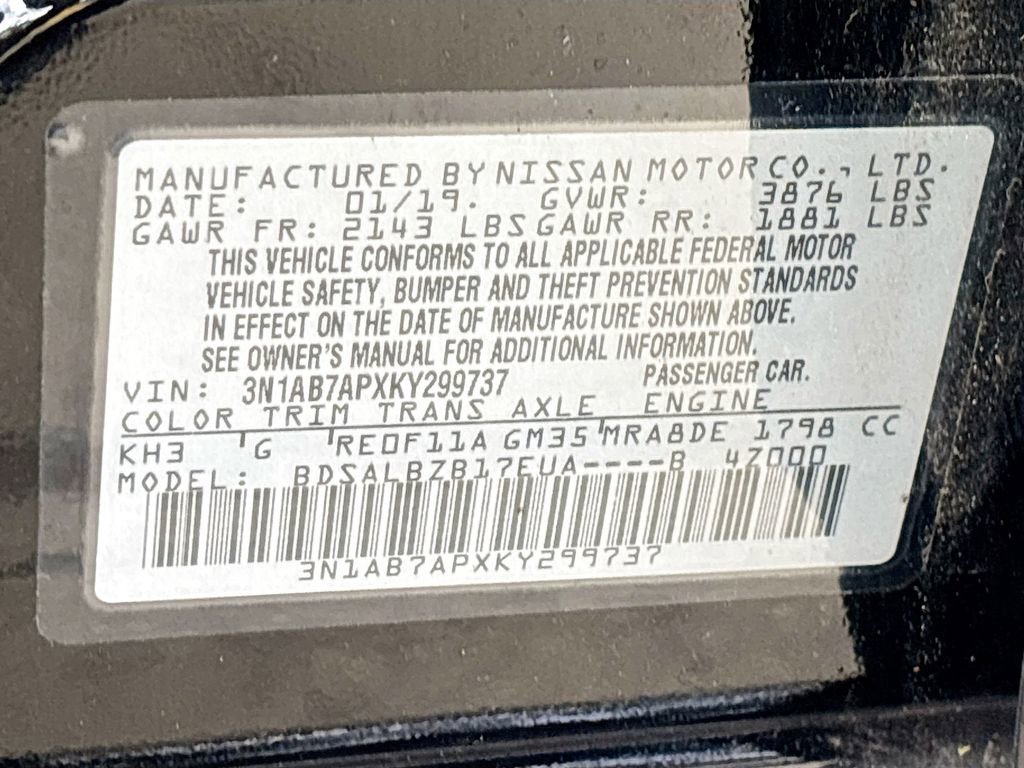 MANUFACTURED BY NISSAN MOTOR CO., LTD.
DATE: 01/19. GVWR: 3876 LBS
GAWR FR: 2143 LBS GAWR RR: 1881 LBS
THIS VEHICLE CONFORMS TO ALL APPLICABLE FEDERAL MOTOR
VEHICLE SAFETY, BUMPER AND THEFT PREVENTION STANDARDS
IN EFFECT ON THE DATE OF MANUFACTURE SHOWN ABOVE.
SEE OWNER'S MANUAL FOR ADDITIONAL INFORMATION.
VIN: 3N1AB7APXKY299737 PASSENGER CAR.
COLOR TRIM TRANS AXLE ENGINE
KH3 G RE0F11A GM35 MRA8DE 1798 CC
MODEL: BDSALBZB17EUA----B 4Z000
3N1AB7APXKY299737